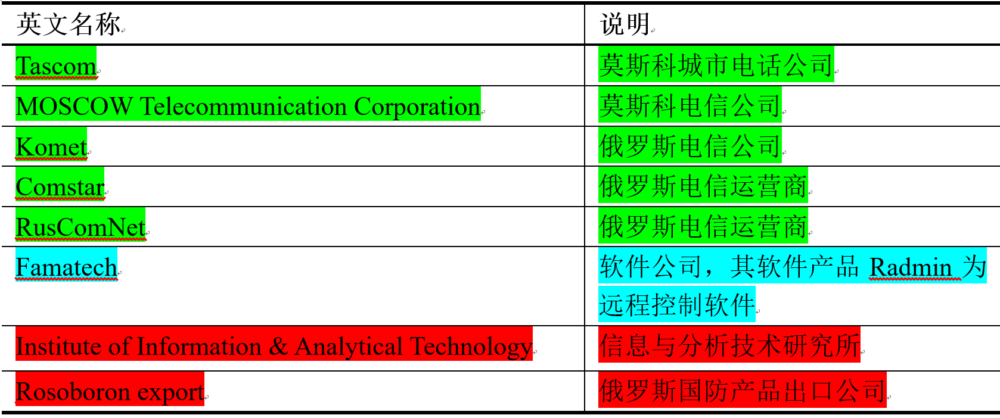 英文名称 说明
Tascom 莫斯科城市电话公司
MOSCOW Telecommunication Corporation 莫斯科电信公司
Komet 俄罗斯电信公司
Comstar 俄罗斯电信运营商
RusComNet 俄罗斯电信运营商
Famatech 软件公司，其软件产品 Radmin 为
远程控制软件
Institute of Information & Analytical Technology 信息与分析技术研究所
Rosoboron export 俄罗斯国防产品出口公司